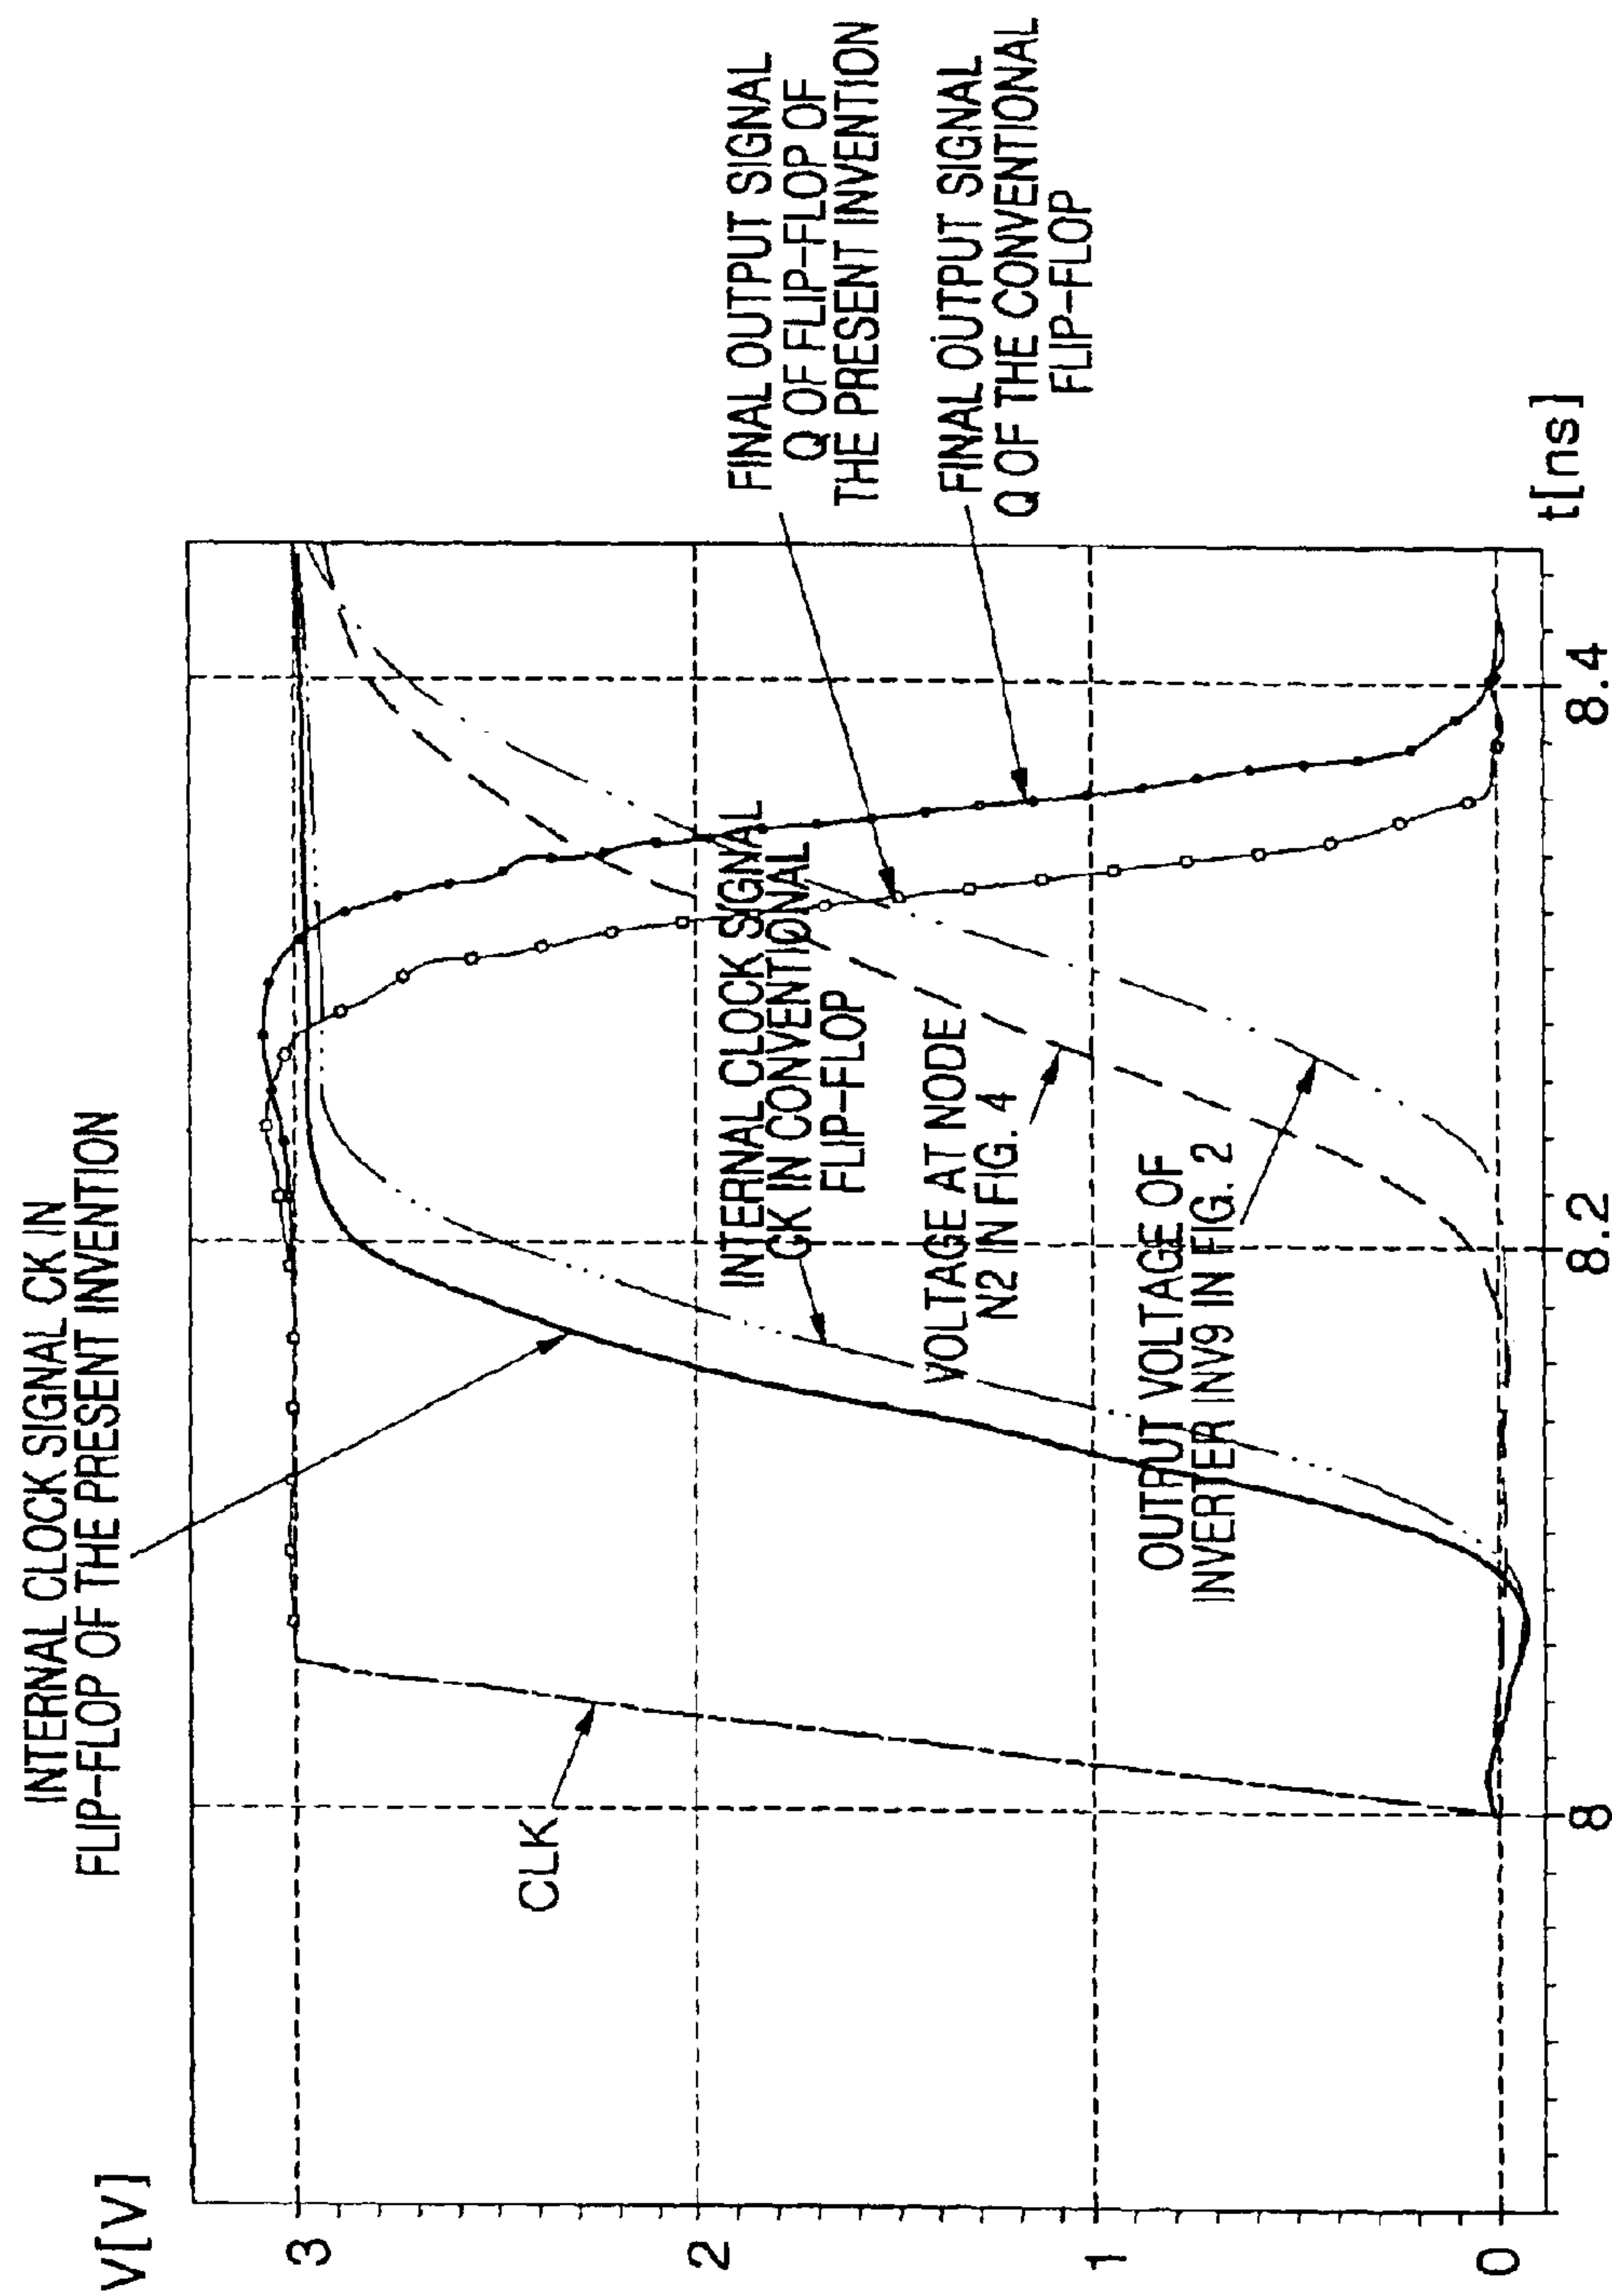 V[V]
INTERNAL CLOCK SIGNAL CK IN
FLIP-FLOP OF THE PRESENT INVENTION
3
2
1
0
CLK
INTERNAL CLOCK SIGNAL
CK IN CONVENTIONAL
FLIP-FLOP
VOLTAGE AT NODE
N2 IN FIG. 4
OUTPUT VOLTAGE OF
INVERTER INV9 IN FIG. 2
FINAL OUTPUT SIGNAL
Q OF FLIP-FLOP OF
THE PRESENT INVENTION
FINAL OUTPUT SIGNAL
Q OF THE CONVENTIONAL
FLIP-FLOP
8
8.2
8.4
t[ns]